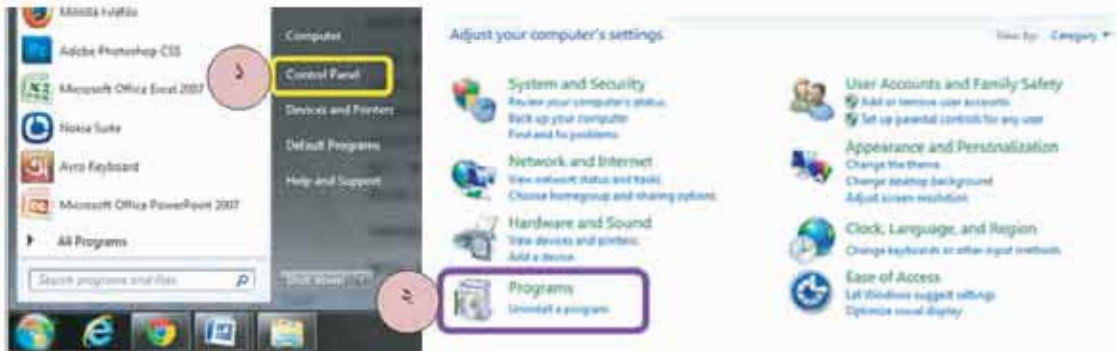 Mozilla Firefox
Adobe Photoshop CS5
Microsoft Office Excel 2007
Nokia Suite
Avro Keyboard
Microsoft Office PowerPoint 2007
All Programs
Search programs and files
Computer
১
Control Panel
Devices and Printers
Default Programs
Help and Support
Shut down
২
Adjust your computer's settings
View by: Category
System and Security
Review your computer's status
Back up your computer
Find and fix problems
Network and Internet
View network status and tasks
Choose homegroup and sharing options
Hardware and Sound
View devices and printers
Add a device
Programs
Uninstall a program
User Accounts and Family Safety
Add or remove user accounts
Set up parental controls for any user
Appearance and Personalization
Change the theme
Change desktop background
Adjust screen resolution
Clock, Language, and Region
Change keyboards or other input methods
Ease of Access
Let Windows suggest settings
Optimize visual display